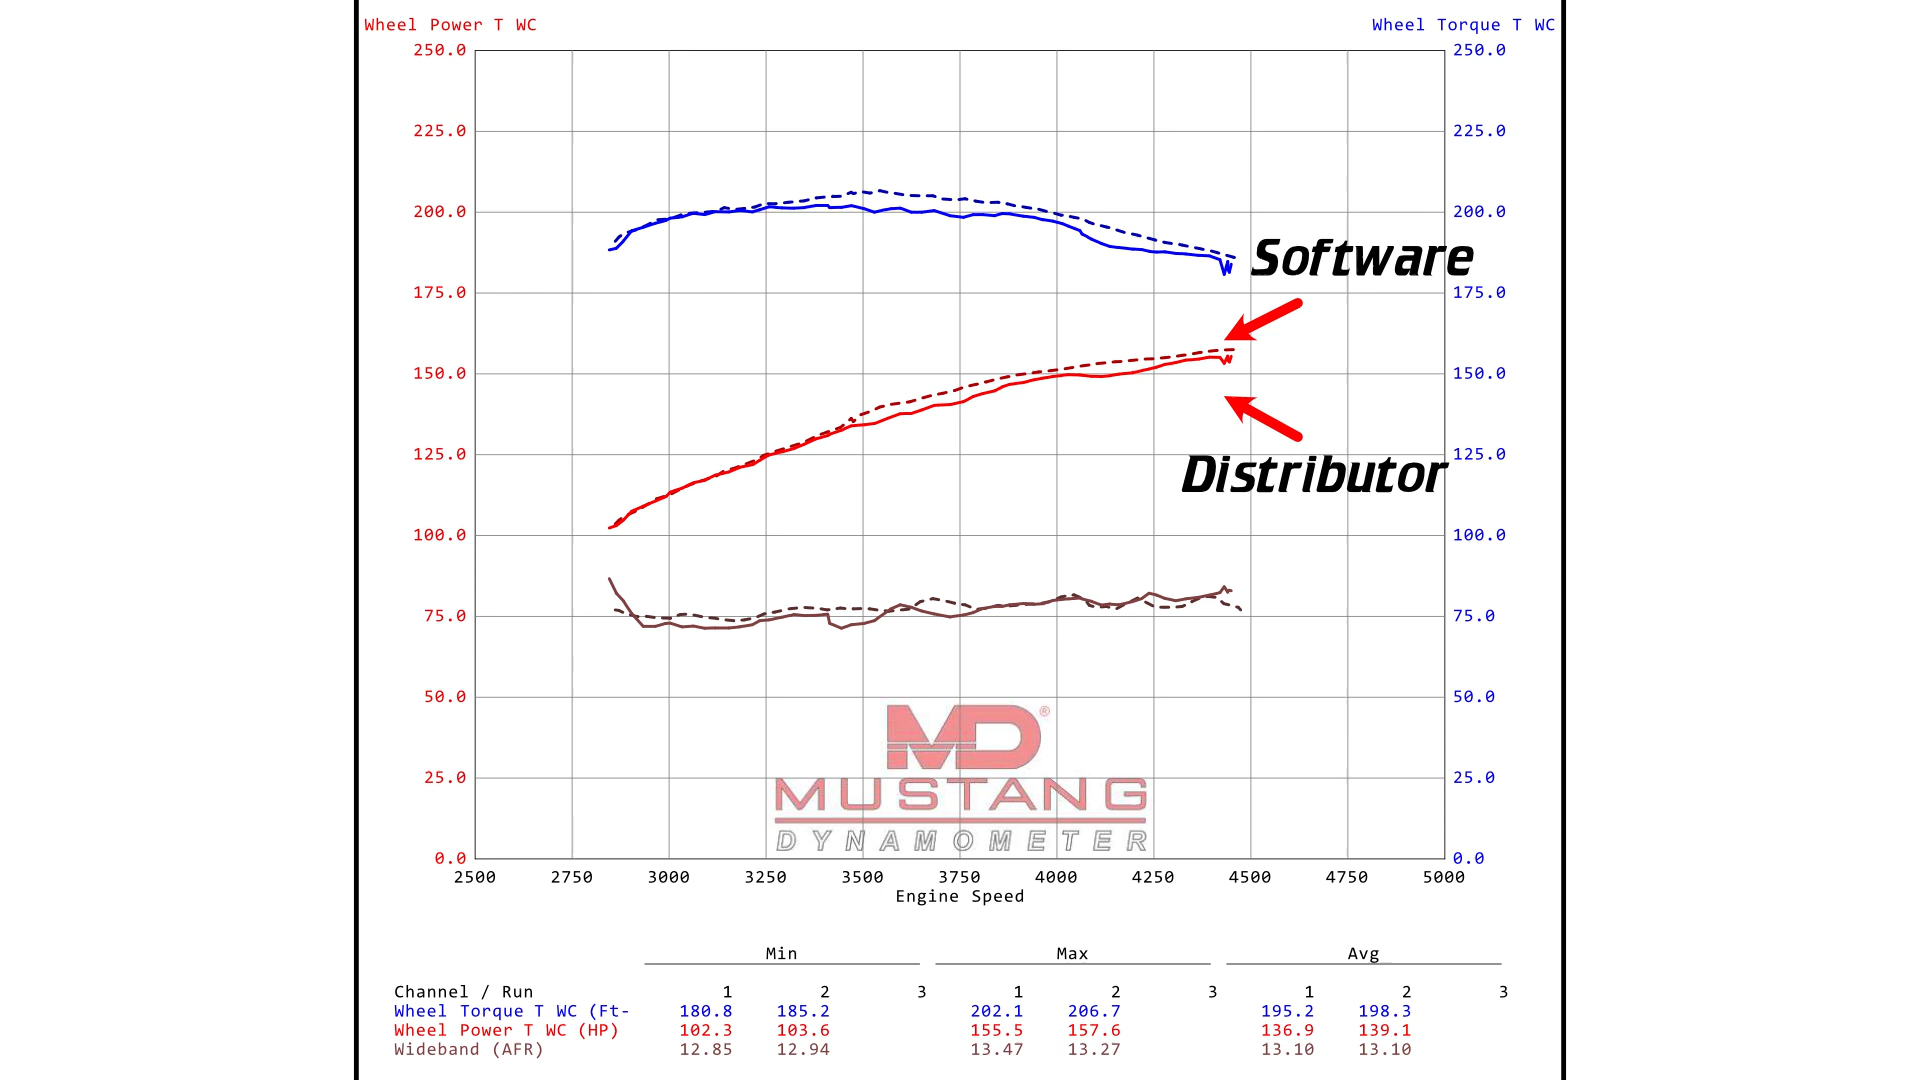 Wheel Power T WC Wheel Torque T WC
250.0 250.0
225.0 225.0
200.0 200.0
Software
175.0 175.0
150.0 150.0
125.0 125.0
Distributor
100.0 100.0
75.0 75.0
50.0 50.0
MD®
25.0 25.0
MUSTANG
DYNAMOMETER
0.0 0.0
2500 2750 3000 3250 3500 3750 4000 4250 4500 4750 5000
Engine Speed
Min Max Avg
Channel / Run 1 2 3 1 2 3 1 2 3
Wheel Torque T WC (Ft- 180.8 185.2 202.1 206.7 195.2 198.3
Wheel Power T WC (HP) 102.3 103.6 155.5 157.6 136.9 139.1
Wideband (AFR) 12.85 12.94 13.47 13.27 13.10 13.10